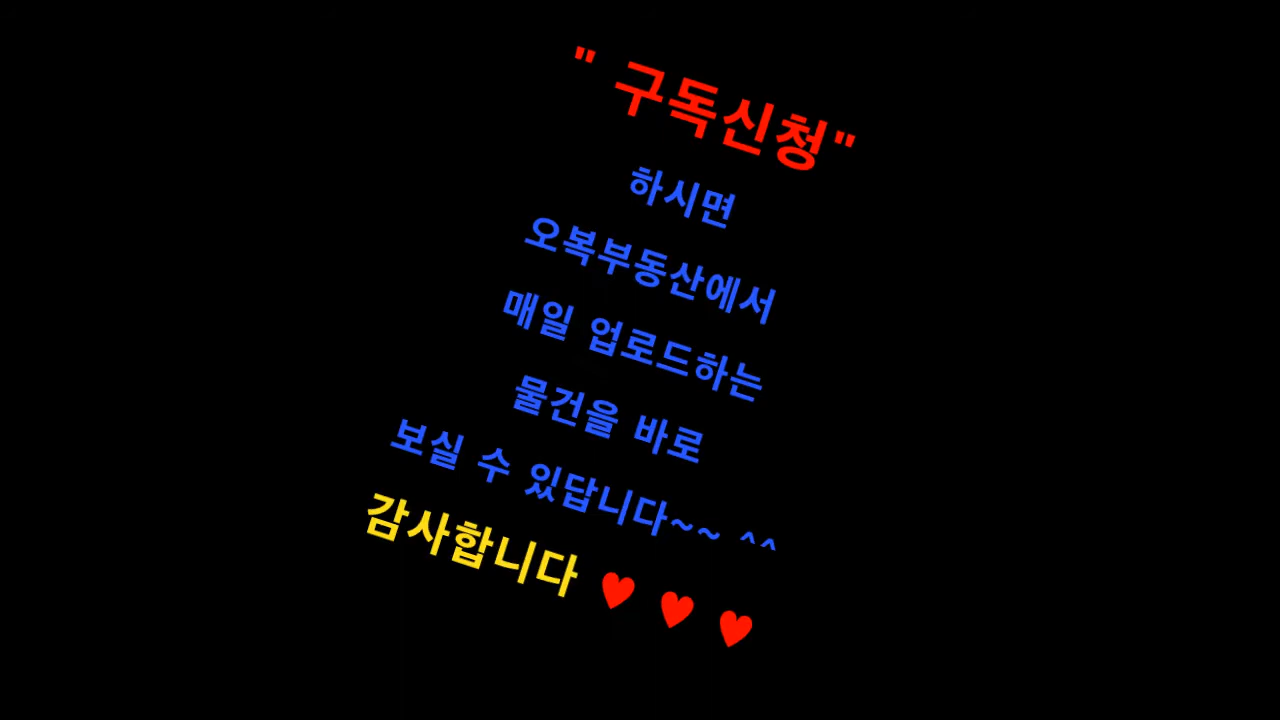 " 구독신청"
하시면
오복부동산에서
매일 업로드하는
물건을 바로
보실 수 있답니다~~ ^^
감사합니다 ♥ ♥ ♥